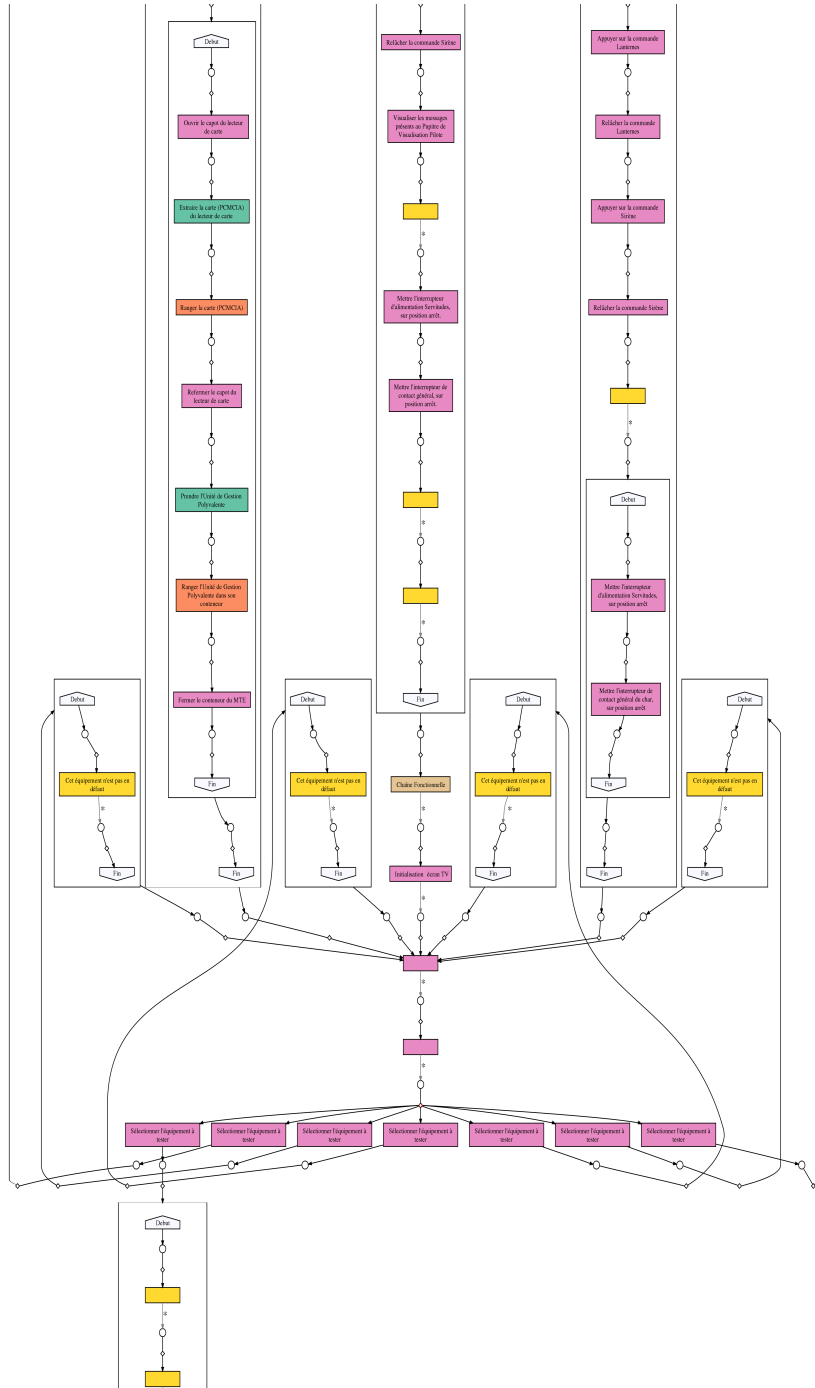 Debut
Ouvrir le capot du lecteur
de carte
Extraire la carte (PCMCIA)
du lecteur de carte
Ranger la carte (PCMCIA)
Refermer le capot du
lecteur de carte
Prendre l'Unité de Gestion
Polyvalente
Ranger l'Unité de Gestion
Polyvalente dans son
conteneur
Fermer le conteneur du MTE
Fin
Fin
Relâcher la commande Sirène
Visualiser les messages
présents au Pupitre de
Visualisation Pilote
*
Mettre l'interrupteur
d'alimentation Servitudes,
sur position arrêt.
Mettre l'interrupteur de
contact général, sur
position arrêt.
*
*
Fin
Chaîne Fonctionnelle
*
Initialisation écran TV
*
Appuyer sur la commande
Lanternes
Relâcher la commande
Lanternes
Appuyer sur la commande
Sirène
Relâcher la commande Sirène
*
Debut
Mettre l'interrupteur
d'alimentation Servitudes,
sur position arrêt
Mettre l'interrupteur de
contact général du char,
sur position arrêt
Fin
Fin
Debut
Cet équipement n'est pas en
défaut
*
Fin
Debut
Cet équipement n'est pas en
défaut
*
Fin
Debut
Cet équipement n'est pas en
défaut
*
Fin
Debut
Cet équipement n'est pas en
défaut
*
Fin
*
*
Sélectionner l'équipement à
tester
Sélectionner l'équipement à
tester
Sélectionner l'équipement à
tester
Sélectionner l'équipement à
tester
Sélectionner l'équipement à
tester
Sélectionner l'équipement à
tester
Sélectionner l'équipement à
tester
Debut
*